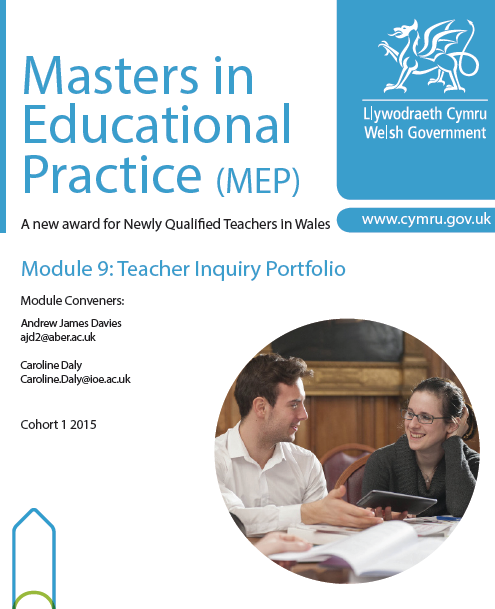 Masters in
Educational
Practice (MEP)
Llywodraeth Cymru
Welsh Government
www.cymru.gov.uk
A new award for Newly Qualified Teachers in Wales
Module 9: Teacher Inquiry Portfolio
Module Conveners:
Andrew James Davies
ajd2@aber.ac.uk
Caroline Daly
Caroline.Daly@ioe.ac.uk
Cohort 1 2015